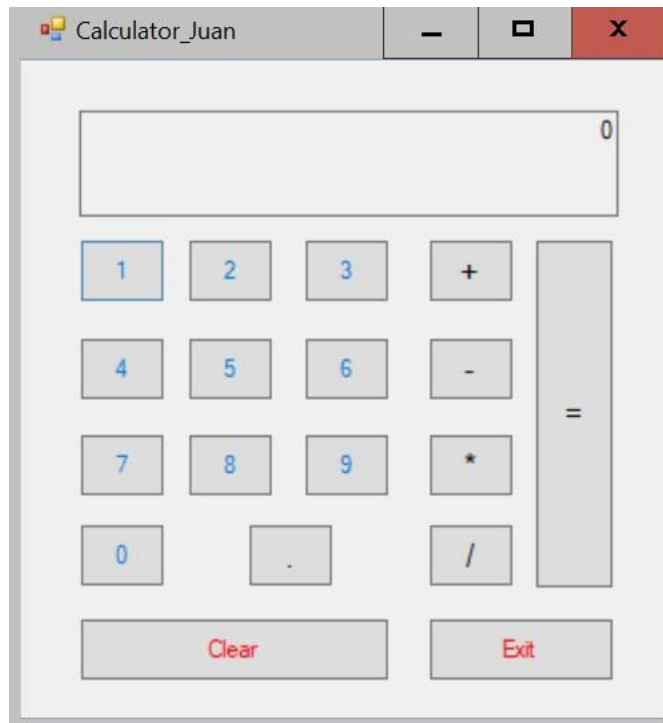 Calculator_Juan
0
1 2 3 +
4 5 6 -
=
7 8 9 *
0 . /
Clear Exit